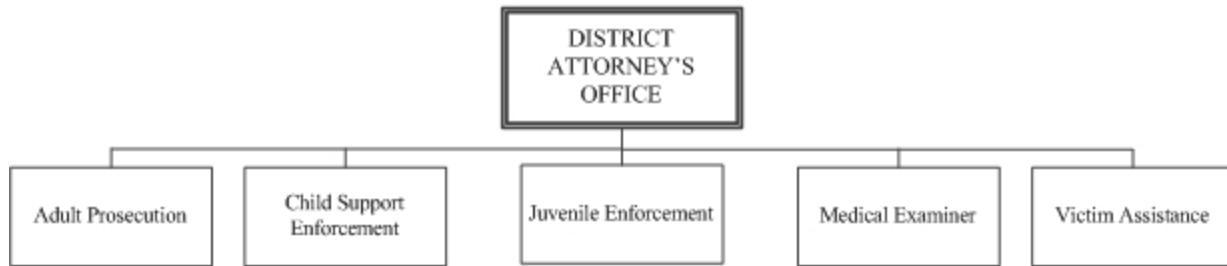 DISTRICT
ATTORNEY'S
OFFICE
Adult Prosecution
Child Support
Enforcement
Juvenile Enforcement
Medical Examiner
Victim Assistance